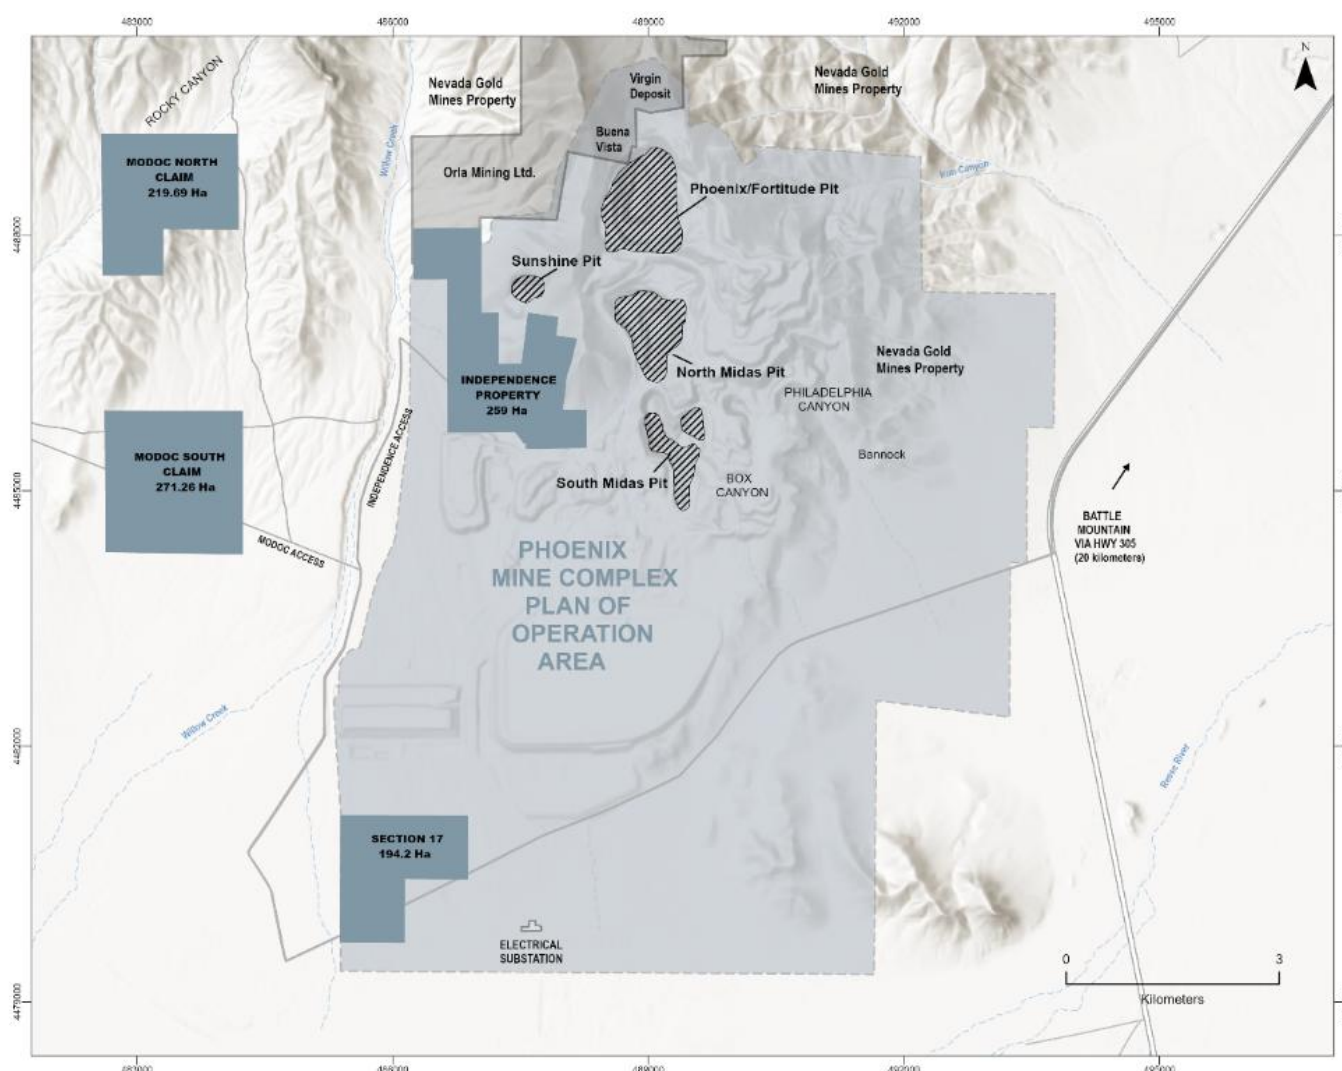 483000
486000
489000
492000
495000
N
ROCKY CANYON
Nevada Gold
Mines Property
Virgin
Deposit
Nevada Gold
Mines Property
Willow Creek
Buena
Vista
MODOC NORTH
CLAIM
219.69 Ha
Orla Mining Ltd.
Iron Canyon
Phoenix/Fortitude Pit
4488000
Sunshine Pit
Nevada Gold
Mines Property
North Midas Pit
INDEPENDENCE
PROPERTY
259 Ha
PHILADELPHIA
CANYON
INDEPENDENCE ACCESS
MODOC SOUTH
CLAIM
271.26 Ha
Bannock
South Midas Pit
BOX
CANYON
4485000
BATTLE
MOUNTAIN
VIA HWY 305
(20 kilometers)
MODOC ACCESS
PHOENIX
MINE COMPLEX
PLAN OF
OPERATION
AREA
Willow Creek
4482000
Reese River
SECTION 17
194.2 Ha
ELECTRICAL
SUBSTATION
0
3
Kilometers
4479000